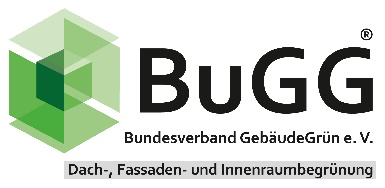 BuGG®
Bundesverband GebäudeGrün e. V.
Dach-, Fassaden- und Innenraumbegrünung